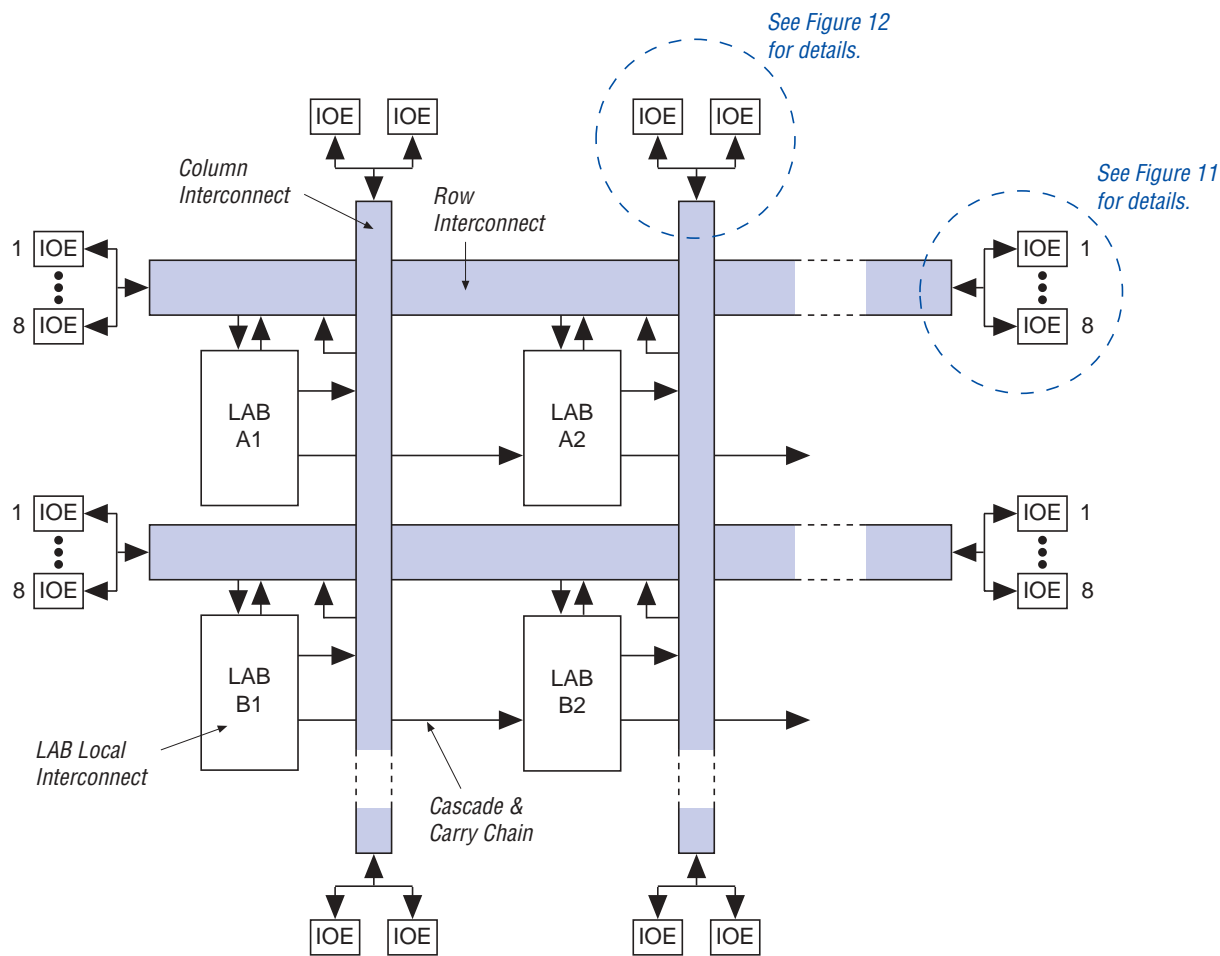 See Figure 12
for details.
IOE IOE
IOE IOE
Column
Interconnect
Row
Interconnect
See Figure 11
for details.
1 IOE
8 IOE
IOE 1
IOE 8
LAB
A1
LAB
A2
1 IOE
8 IOE
IOE 1
IOE 8
LAB
B1
LAB
B2
LAB Local
Interconnect
Cascade &
Carry Chain
IOE IOE
IOE IOE